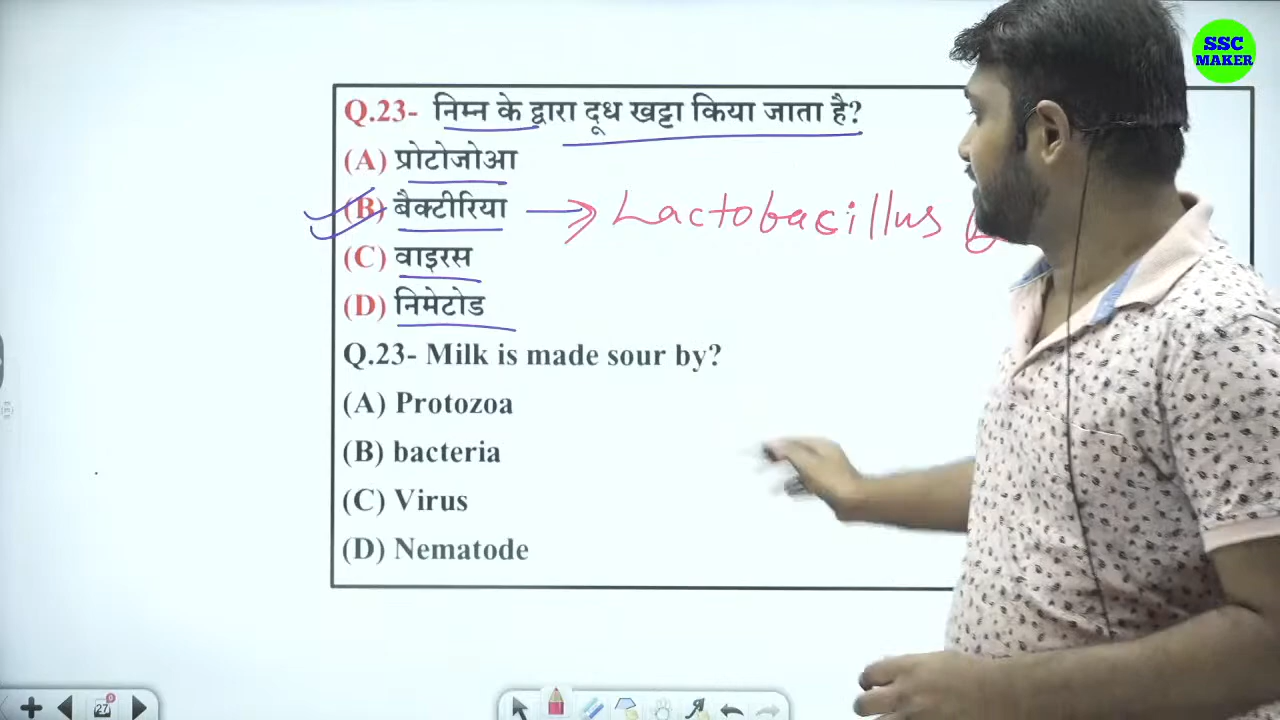 SSC
MAKER
Q.23- निम्न के द्वारा दूध खट्टा किया जाता है?
(A) प्रोटोजोआ
(B) बैक्टीरिया → Lactobacillus
(C) वाइरस
(D) निमेटोड
Q.23- Milk is made sour by?
(A) Protozoa
(B) bacteria
(C) Virus
(D) Nematode
27